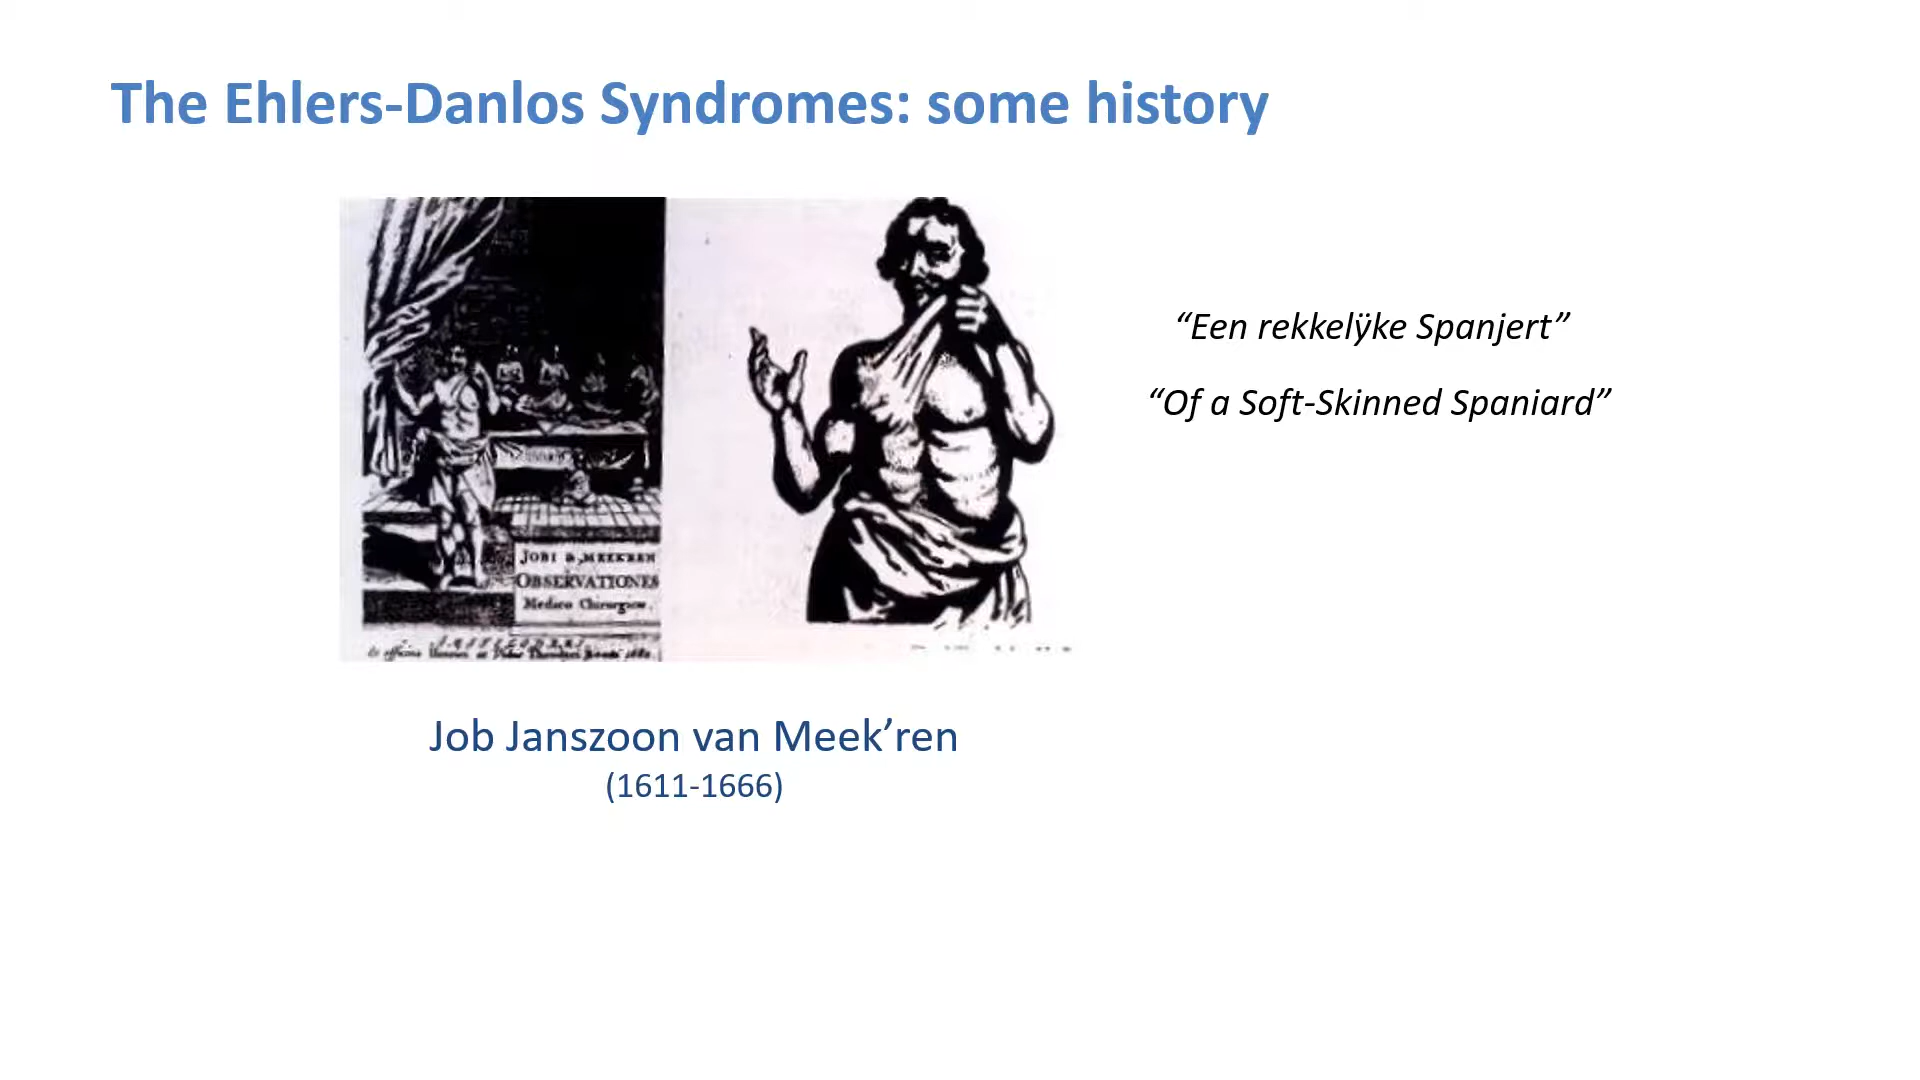 The Ehlers-Danlos Syndromes: some history
“Een rekkelÿke Spanjert”
“Of a Soft-Skinned Spaniard”
JOBI A MEEKREN
OBSERVATIONES
Medico Chirurgicæ.
Job Janszoon van Meek’ren
(1611-1666)